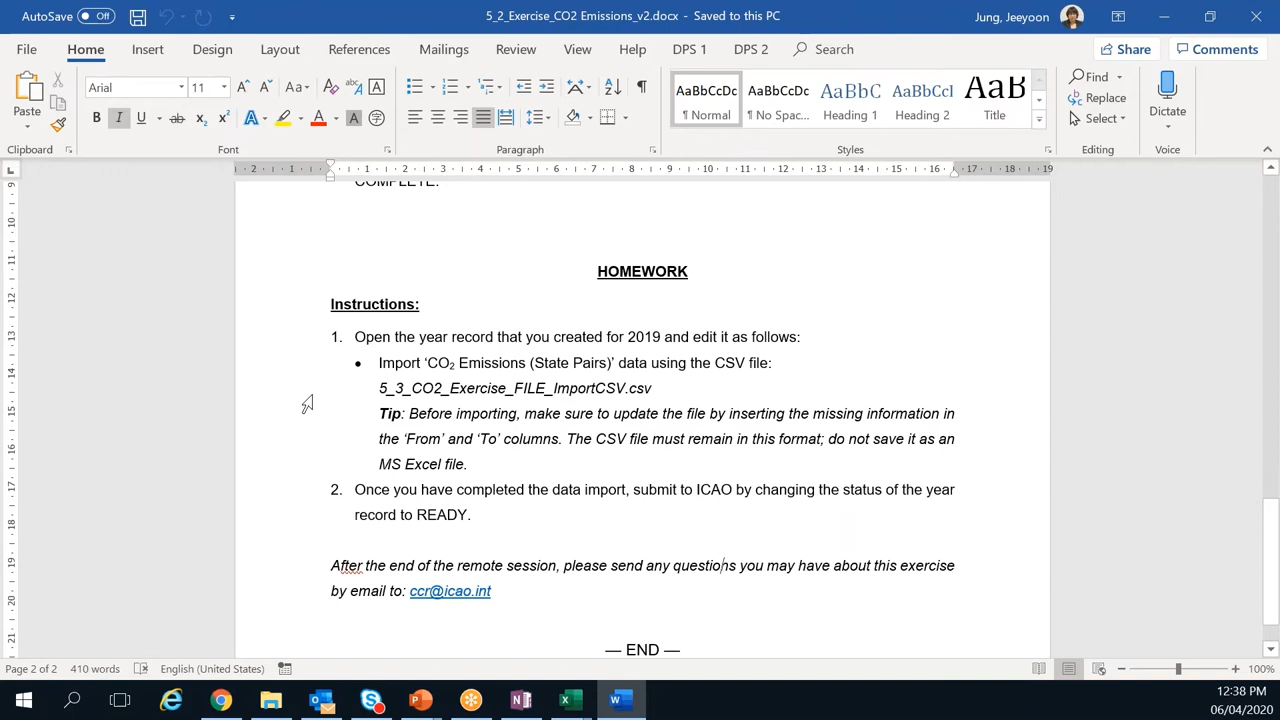 AutoSave Off
5_2_Exercise_CO2 Emissions_v2.docx - Saved to this PC
Jung, Jeeyoon
File Home Insert Design Layout References Mailings Review View Help DPS 1 DPS 2 Search
Share Comments
Paste
Clipboard
Arial 11
Font
Paragraph
AaBbCcDc AaBbCcDc AaBbC AaBbCcI AaB
¶ Normal ¶ No Spac... Heading 1 Heading 2 Title
Styles
Find
Replace
Select
Editing
Dictate
Voice
COMPLETE.
HOMEWORK
Instructions:
1. Open the year record that you created for 2019 and edit it as follows:
• Import ‘CO₂ Emissions (State Pairs)’ data using the CSV file:
5_3_CO2_Exercise_FILE_ImportCSV.csv
Tip: Before importing, make sure to update the file by inserting the missing information in
the ‘From’ and ‘To’ columns. The CSV file must remain in this format; do not save it as an
MS Excel file.
2. Once you have completed the data import, submit to ICAO by changing the status of the year
record to READY.
After the end of the remote session, please send any questions you may have about this exercise
by email to: ccr@icao.int
— END —
Page 2 of 2 410 words English (United States) 100%
12:38 PM
06/04/2020